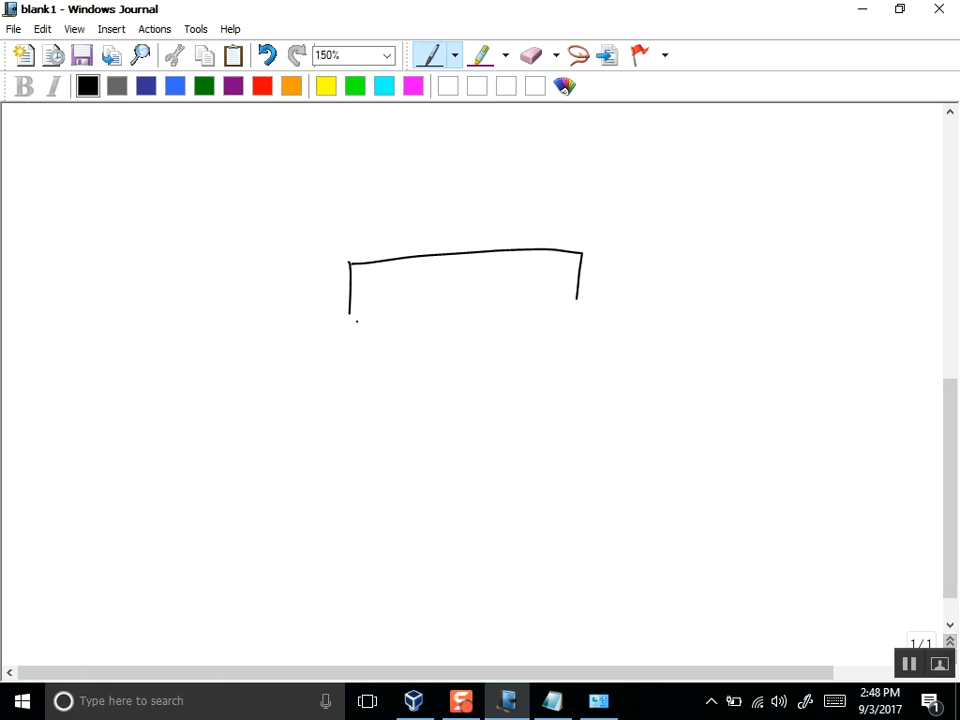 blank1 - Windows Journal
File Edit View Insert Actions Tools Help
150%
B I
1/1
Type here to search
2:48 PM
9/3/2017
1